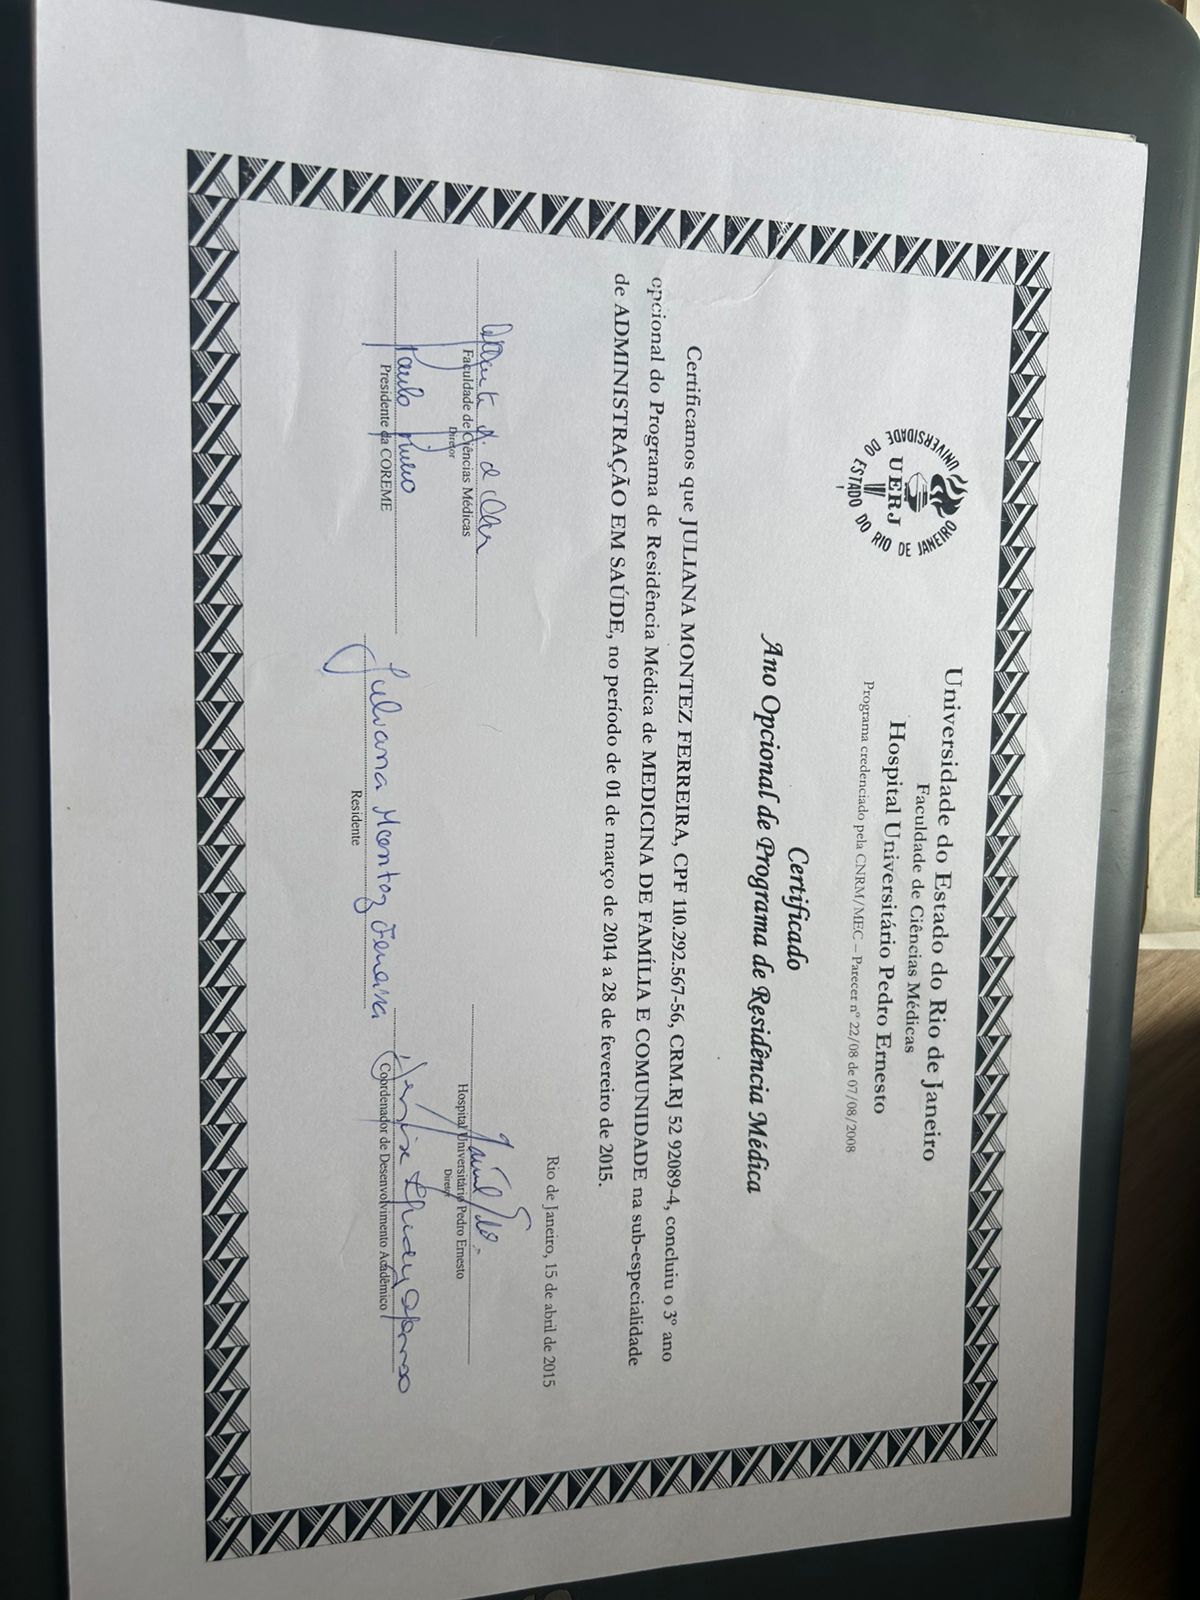 UNIVERSIDADE DO ESTADO DO RIO DE JANEIRO
UERJ
Universidade do Estado do Rio de Janeiro
Faculdade de Ciências Médicas
Hospital Universitário Pedro Ernesto
Programa credenciado pela CNRM/MEC – Parecer nº 22/08 de 07/08/2008
Certificado
Ano Opcional de Programa de Residência Médica
Certificamos que JULIANA MONTEZ FERREIRA, CPF 110.292.567-56, CRM.RJ 52 92089-4, concluiu o 3º ano
opcional do Programa de Residência Médica de MEDICINA DE FAMÍLIA E COMUNIDADE na sub-especialidade
de ADMINISTRAÇÃO EM SAÚDE, no período de 01 de março de 2014 a 28 de fevereiro de 2015.
Rio de Janeiro, 15 de abril de 2015
Faculdade de Ciências Médicas
Diretor
Hospital Universitário Pedro Ernesto
Diretor
Paulo
Presidente da COREME
Juliana Montez Ferreira
Residente
Coordenador de Desenvolvimento Acadêmico